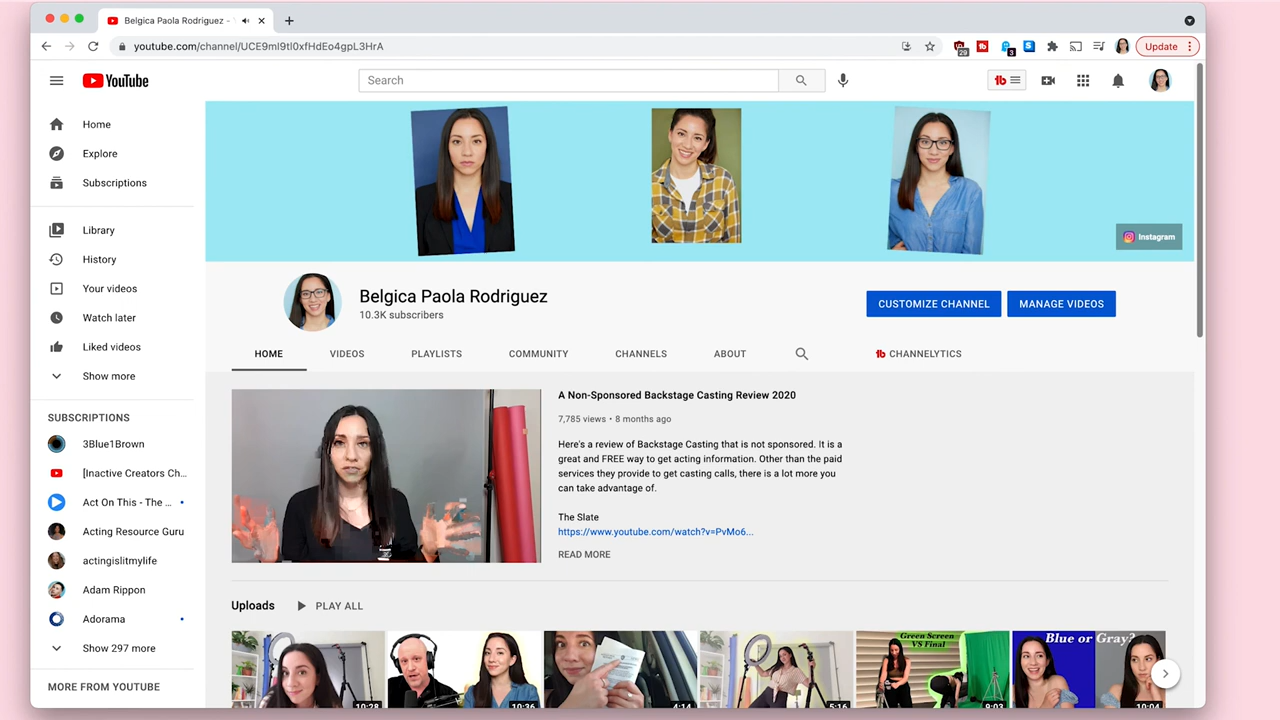 Belgica Paola Rodriguez -
youtube.com/channel/UCE9mI9tI0xfHdEo4gpL3HrA
29
3
Update
YouTube
Search
Home
Explore
Subscriptions
Library
History
Your videos
Watch later
Liked videos
Show more
SUBSCRIPTIONS
3Blue1Brown
[Inactive Creators Ch...
Act On This - The ...
Acting Resource Guru
actingislitmylife
Adam Rippon
Adorama
Show 297 more
MORE FROM YOUTUBE
Instagram
Belgica Paola Rodriguez
10.3K subscribers
CUSTOMIZE CHANNEL
MANAGE VIDEOS
HOME
VIDEOS
PLAYLISTS
COMMUNITY
CHANNELS
ABOUT
CHANNELYTICS
A Non-Sponsored Backstage Casting Review 2020
7,785 views • 8 months ago
Here's a review of Backstage Casting that is not sponsored. It is a
great and FREE way to get acting information. Other than the paid
services they provide to get casting calls, there is a lot more you
can take advantage of.
The Slate
https://www.youtube.com/watch?v=PvMo6...
READ MORE
Uploads
PLAY ALL
Green Screen
VS Final
Blue or Gray?
10:28
10:36
4:14
5:16
9:03
10:04